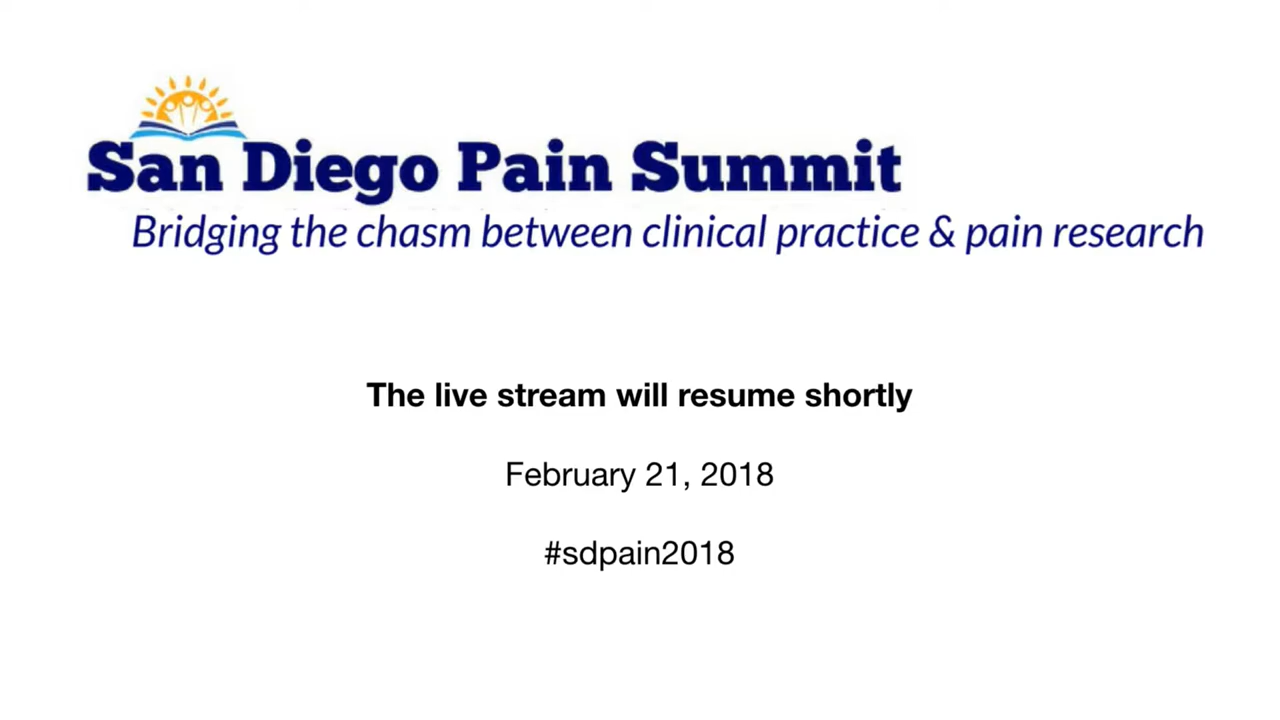 San Diego Pain Summit
Bridging the chasm between clinical practice & pain research
The live stream will resume shortly
February 21, 2018
#sdpain2018